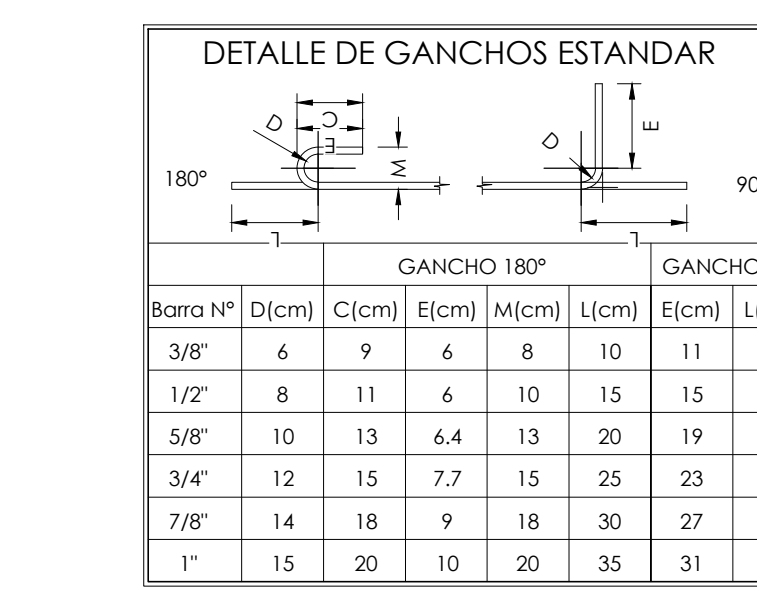 DETALLE DE GANCHOS ESTANDAR
D
C
E
M
180°
L
D
E
90
L
GANCHO 180° GANCHO
Barra N° D(cm) C(cm) E(cm) M(cm) L(cm) E(cm) L(
3/8" 6 9 6 8 10 11
1/2" 8 11 6 10 15 15
5/8" 10 13 6.4 13 20 19
3/4" 12 15 7.7 15 25 23
7/8" 14 18 9 18 30 27
1" 15 20 10 20 35 31